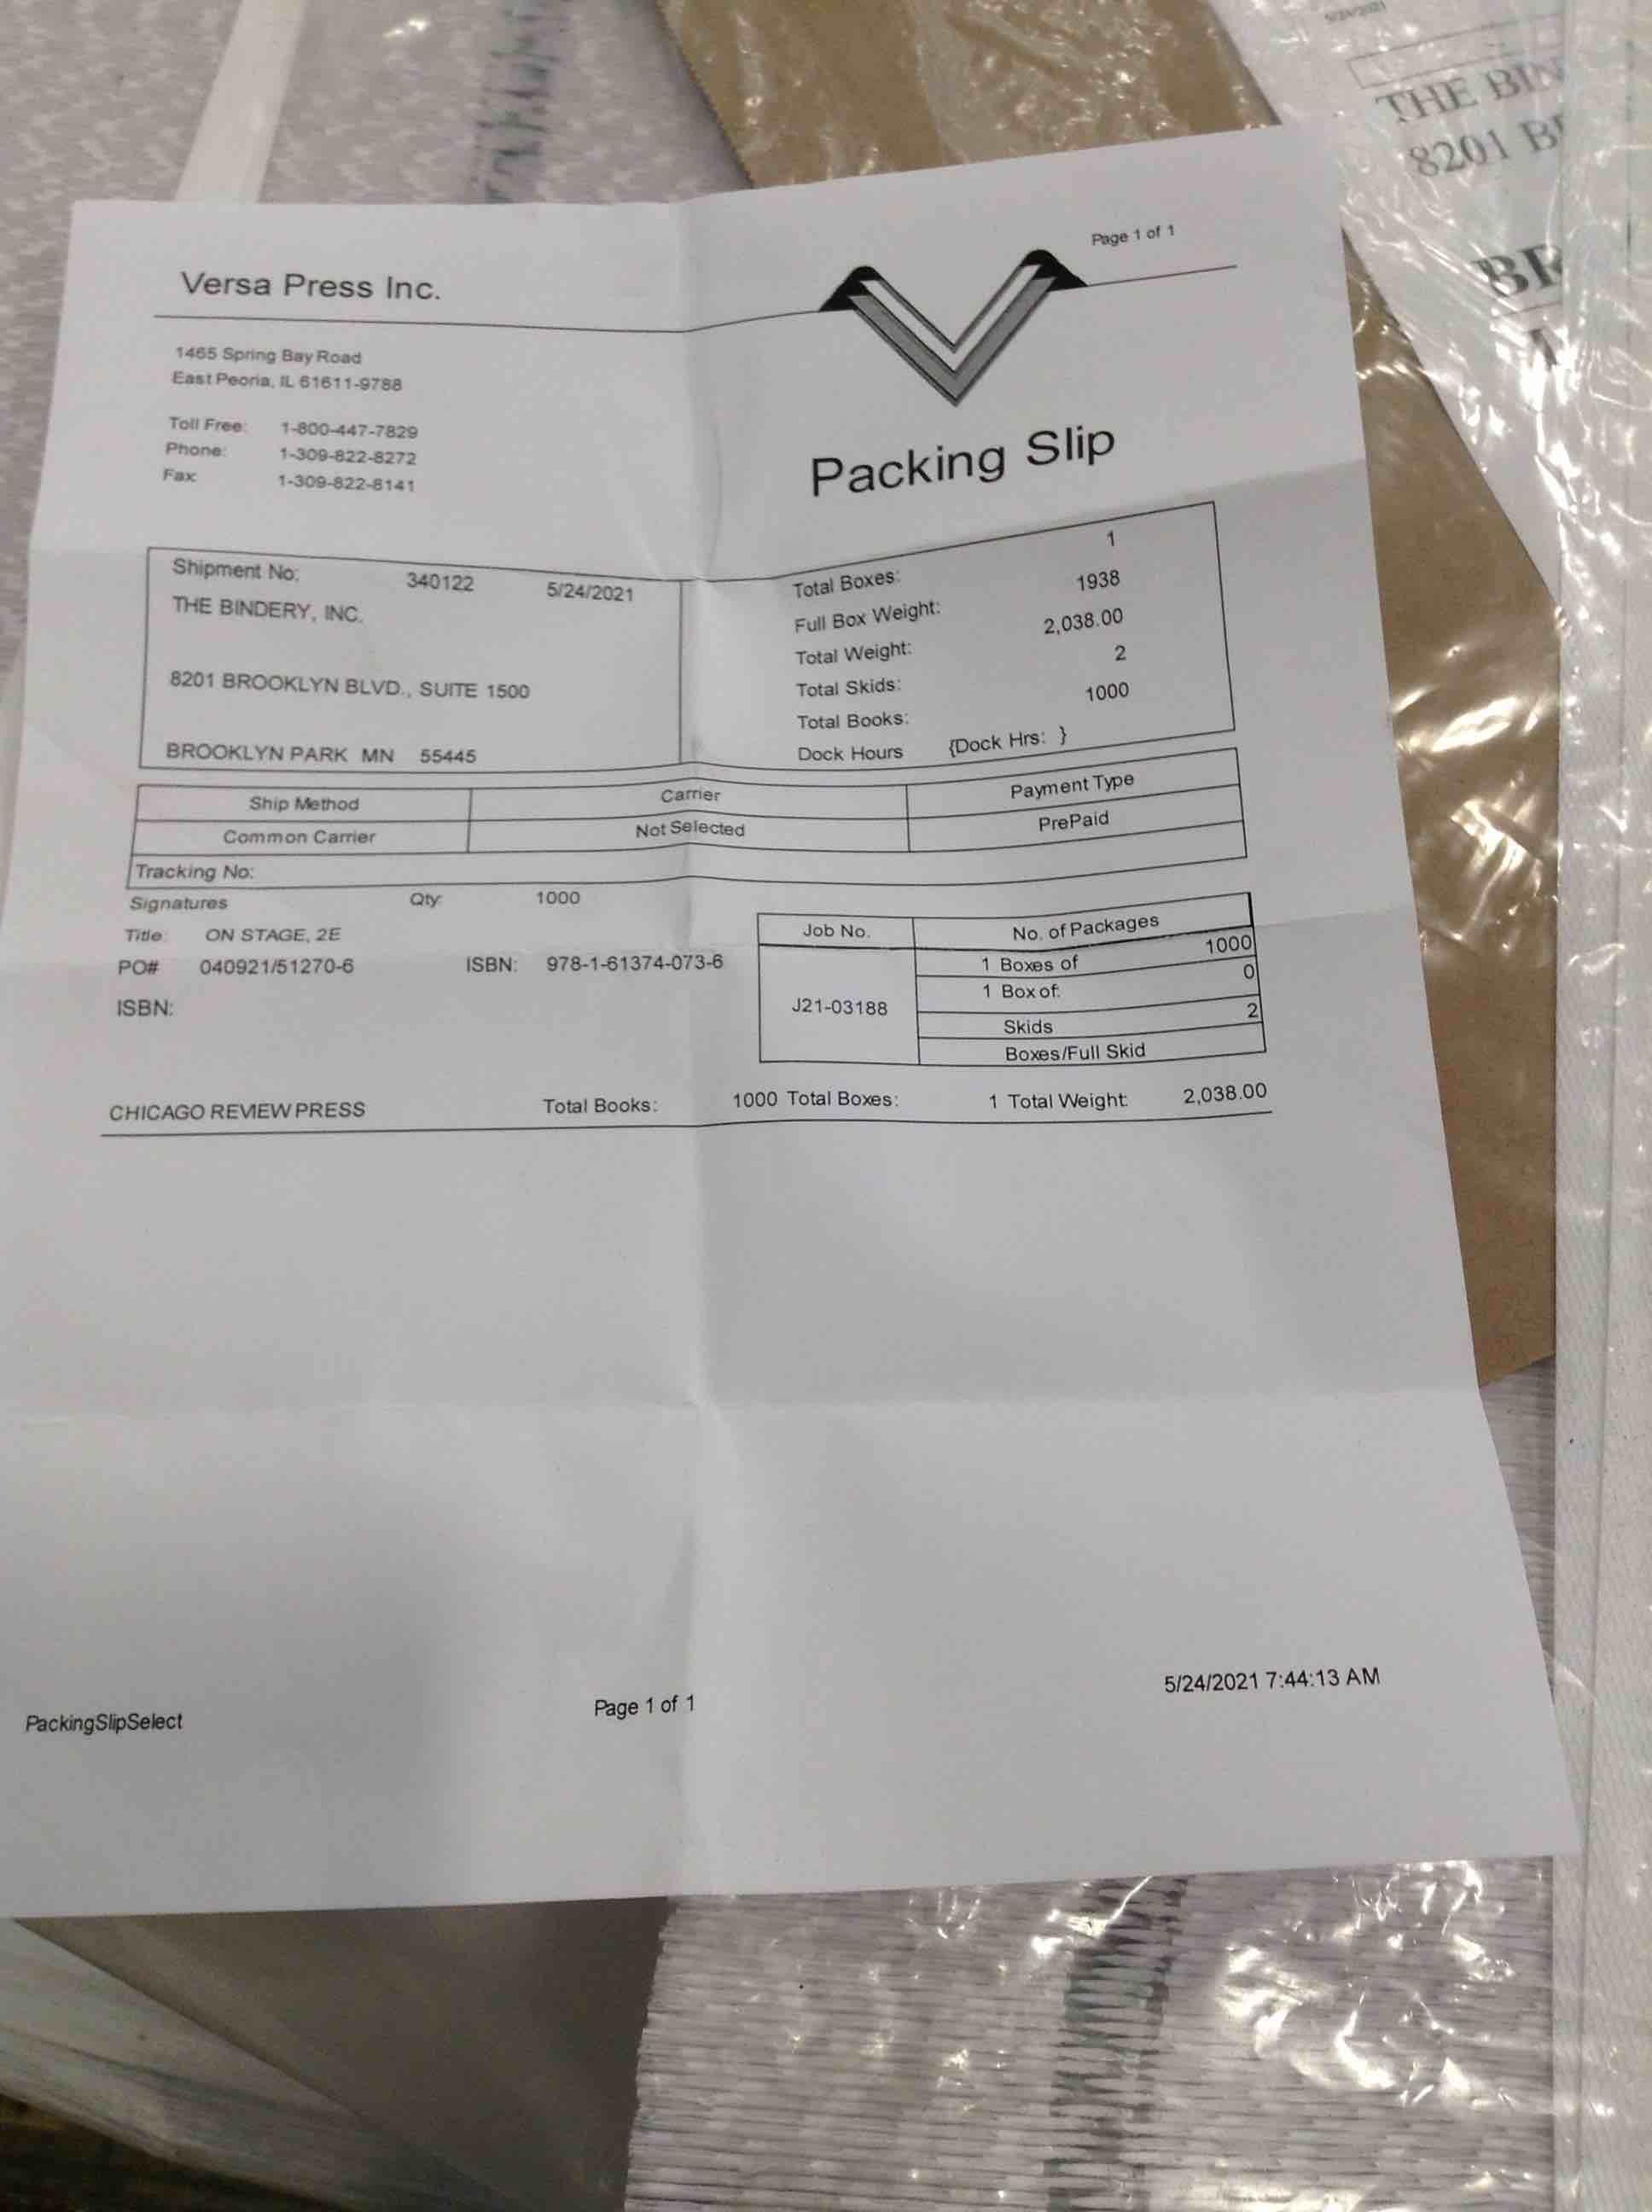 5/24/2021
THE BIN
8201 B
BR
Page 1 of 1
Versa Press Inc.
1465 Spring Bay Road
East Peoria, IL 61611-9788
Toll Free: 1-800-447-7829
Phone: 1-309-822-8272
Fax: 1-309-822-8141
Packing Slip
Shipment No: 340122 5/24/2021
THE BINDERY, INC.
8201 BROOKLYN BLVD., SUITE 1500
BROOKLYN PARK MN 55445
Total Boxes: 1
Full Box Weight: 1938
Total Weight: 2,038.00
Total Skids: 2
Total Books: 1000
Dock Hours {Dock Hrs: }
Ship Method Carrier Payment Type
Common Carrier Not Selected PrePaid
Tracking No:
Signatures Qty: 1000
Title: ON STAGE, 2E
PO# 040921/51270-6 ISBN: 978-1-61374-073-6
ISBN:
Job No. No. of Packages
J21-03188
1 Boxes of 1000
1 Box of: 0
Skids 2
Boxes/Full Skid
CHICAGO REVIEW PRESS Total Books: 1000 Total Boxes: 1 Total Weight: 2,038.00
PackingSlipSelect Page 1 of 1 5/24/2021 7:44:13 AM